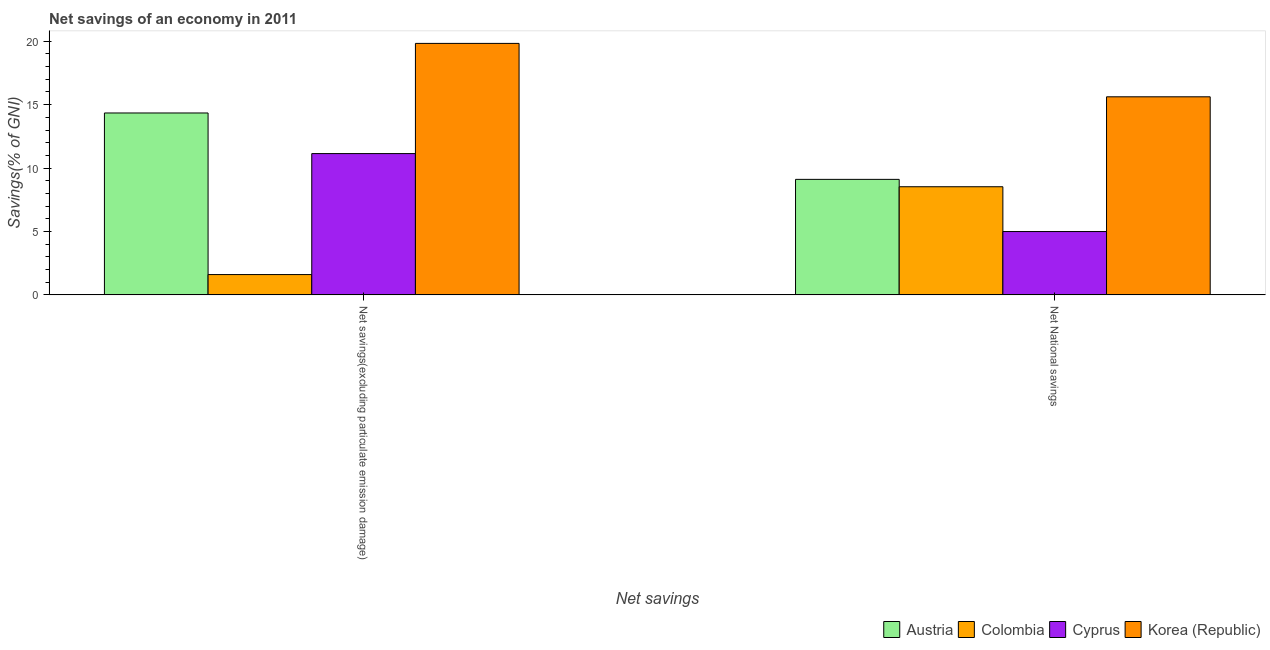 Net savings of an economy in 2011
Savings(% of GNI)
20
15
10
5
0
Net savings(excluding particulate emission damage)
Net National savings
Net savings
Austria
Colombia
Cyprus
Korea (Republic)